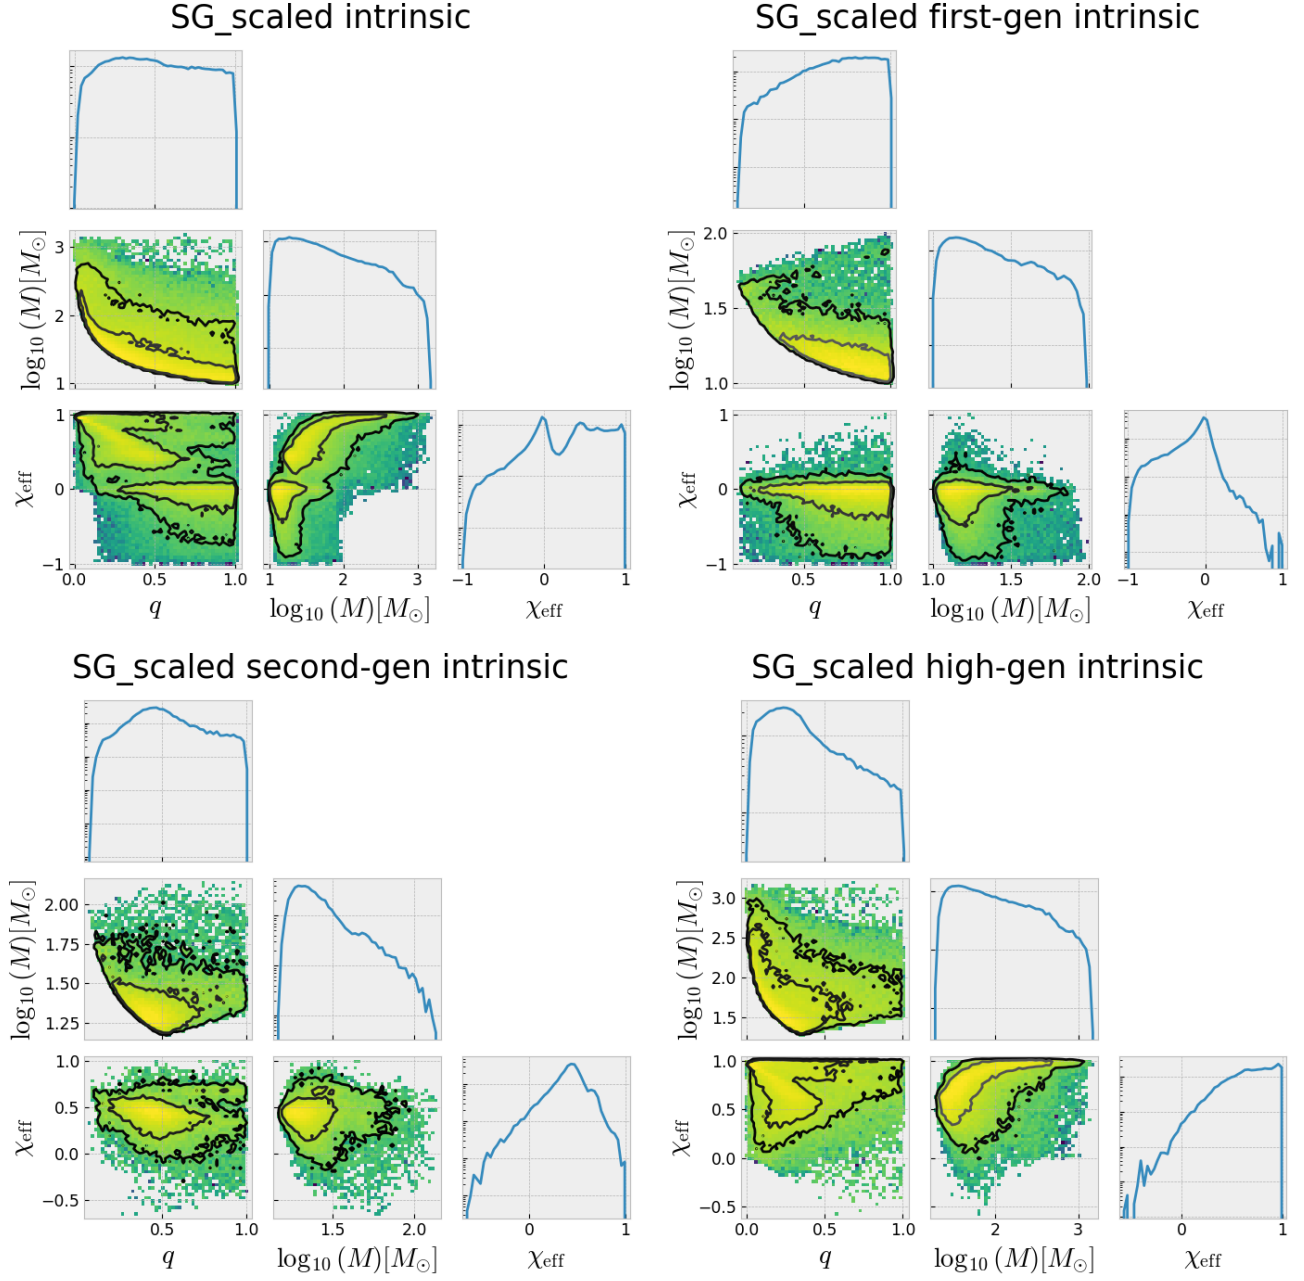 SG_scaled intrinsic
log₁₀ (M)[M⊙]
3
2
1
χeff
1
0
−1
0.0 0.5 1.0
q
1 2 3
log₁₀ (M)[M⊙]
−1 0 1
χeff
SG_scaled first-gen intrinsic
log₁₀ (M)[M⊙]
2.0
1.5
1.0
χeff
1
0
−1
0.5 1.0
q
1.0 1.5 2.0
log₁₀ (M)[M⊙]
−1 0 1
χeff
SG_scaled second-gen intrinsic
log₁₀ (M)[M⊙]
2.00
1.75
1.50
1.25
χeff
1.0
0.5
0.0
−0.5
0.5 1.0
q
1.5 2.0
log₁₀ (M)[M⊙]
0 1
χeff
SG_scaled high-gen intrinsic
log₁₀ (M)[M⊙]
3.0
2.5
2.0
1.5
χeff
1.0
0.5
0.0
−0.5
0.0 0.5 1.0
q
2 3
log₁₀ (M)[M⊙]
0 1
χeff